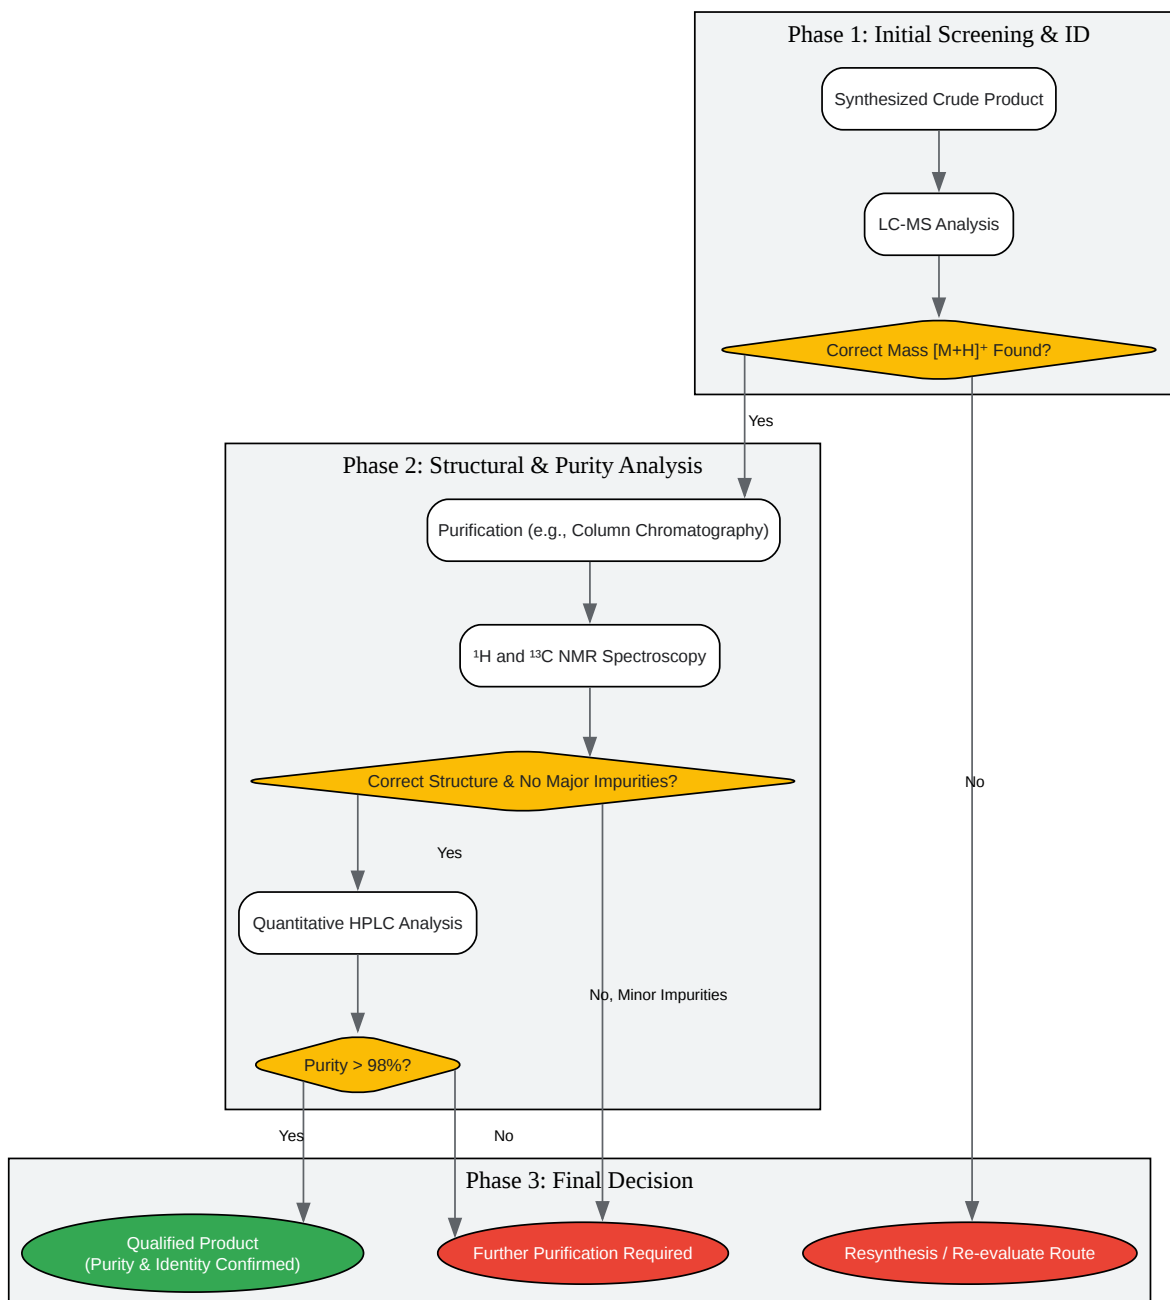 Phase 1: Initial Screening & ID
Synthesized Crude Product
LC-MS Analysis
Correct Mass [M+H]⁺ Found?
Yes
No
Phase 2: Structural & Purity Analysis
Purification (e.g., Column Chromatography)
¹H and ¹³C NMR Spectroscopy
Correct Structure & No Major Impurities?
Yes
No, Minor Impurities
Quantitative HPLC Analysis
Purity > 98%?
Yes
No
Phase 3: Final Decision
Qualified Product
(Purity & Identity Confirmed)
Further Purification Required
Resynthesis / Re-evaluate Route